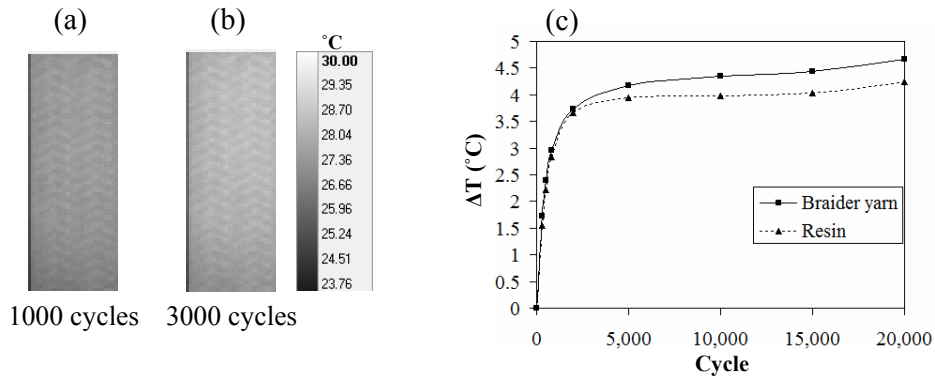 (a)
(b)
1000 cycles
3000 cycles
˚C
30.00
29.35
28.70
28.04
27.36
26.66
25.96
25.24
24.51
23.76
(c)
5
4.5
4
3.5
3
2.5
2
1.5
1
0.5
0
ΔT (˚C)
Braider yarn
Resin
0 5,000 10,000 15,000 20,000
Cycle